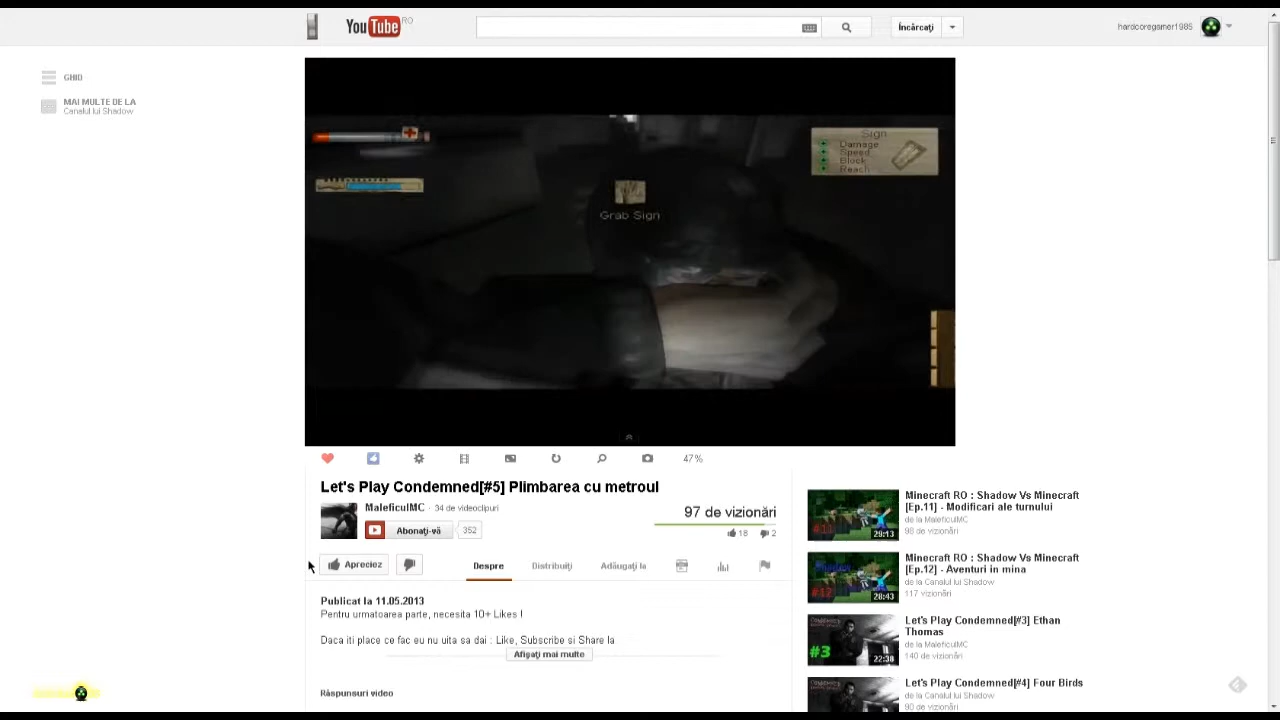 YouTube RO
Încărcați
hardcoregamer1985
GHID
MAI MULTE DE LA
Canalul lui Shadow
Sign
Damage
Speed
Block
Reach
Grab Sign
47%
Let's Play Condemned[#5] Plimbarea cu metroul
MaleficulMC · 34 de videoclipuri
Abonați-vă 352
97 de vizionări
18 2
Apreciez
Despre
Distribuiți
Adăugați la
Publicat la 11.05.2013
Pentru urmatoarea parte, necesita 10+ Likes !
Daca iti place ce fac eu nu uita sa dai : Like, Subscribe si Share la
Afișați mai multe
Răspunsuri video
#11
28:13
Minecraft RO : Shadow Vs Minecraft
[Ep.11] - Modificari ale turnului
de la MaleficulMC
98 de vizionări
Shadow
#12
28:43
Minecraft RO : Shadow Vs Minecraft
[Ep.12] - Aventuri in mina
de la Canalul lui Shadow
117 vizionări
#3
22:38
Let's Play Condemned[#3] Ethan
Thomas
de la MaleficulMC
140 de vizionări
Let's Play Condemned[#4] Four Birds
de la Canalul lui Shadow
90 de vizionări